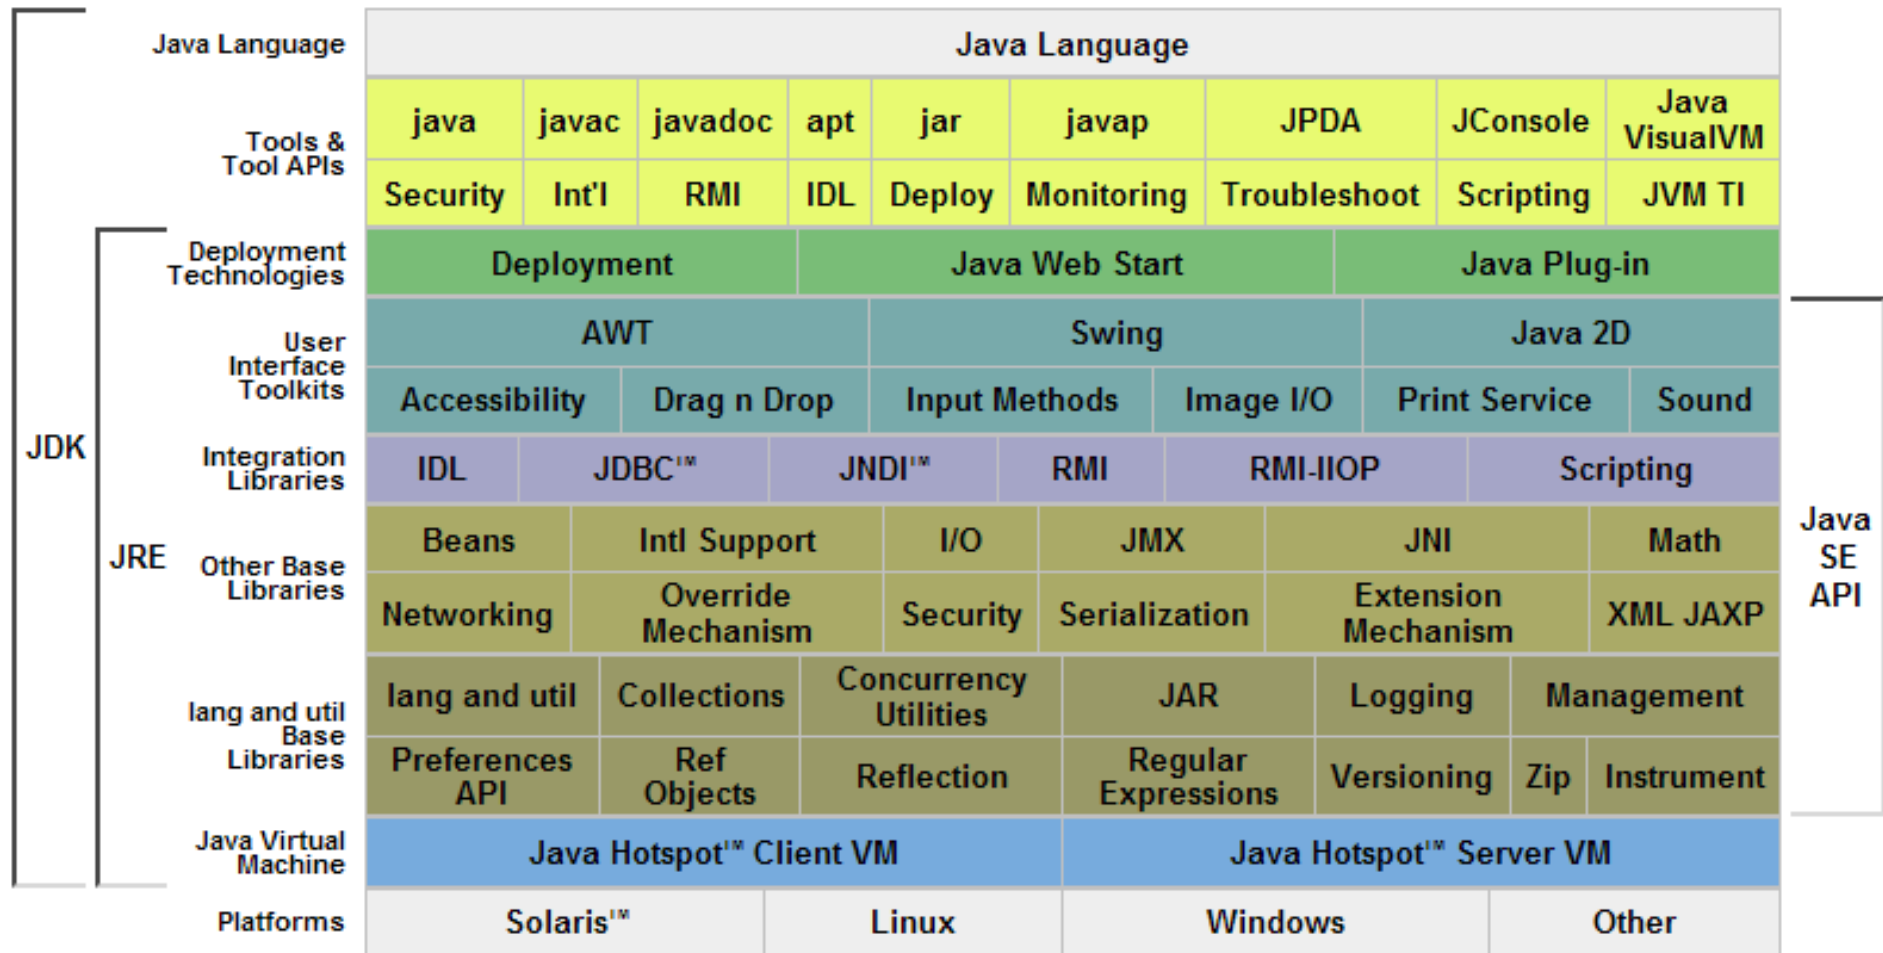 Java Language
Java Language
Tools &
Tool APIs
java javac javadoc apt jar javap JPDA JConsole Java
VisualVM
Security Int'l RMI IDL Deploy Monitoring Troubleshoot Scripting JVM TI
Deployment
Technologies
Deployment Java Web Start Java Plug-in
User
Interface
Toolkits
AWT Swing Java 2D
Accessibility Drag n Drop Input Methods Image I/O Print Service Sound
JDK
Integration
Libraries
IDL JDBC™ JNDI™ RMI RMI-IIOP Scripting
JRE
Other Base
Libraries
Beans Intl Support I/O JMX JNI Math
Networking Override
Mechanism Security Serialization Extension
Mechanism XML JAXP
Java
SE
API
lang and util
Base
Libraries
lang and util Collections Concurrency
Utilities JAR Logging Management
Preferences
API Ref
Objects Reflection Regular
Expressions Versioning Zip Instrument
Java Virtual
Machine
Java Hotspot™ Client VM Java Hotspot™ Server VM
Platforms
Solaris™ Linux Windows Other